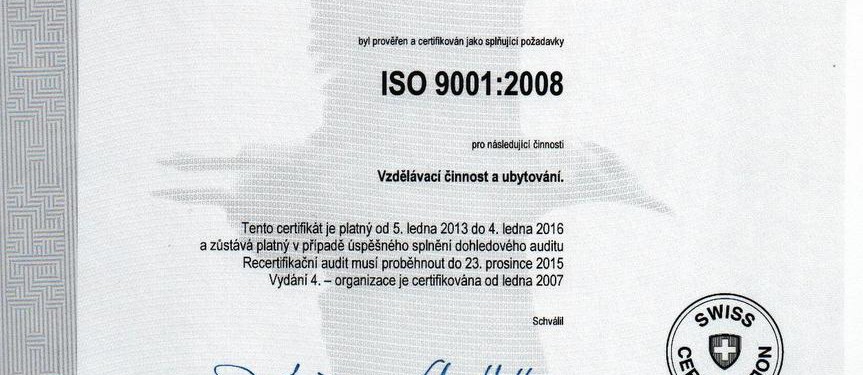 byl prověřen a certifikován jako splňující požadavky
ISO 9001:2008
pro následující činnosti
Vzdělávací činnost a ubytování.
Tento certifikát je platný od 5. ledna 2013 do 4. ledna 2016
a zůstává platný v případě úspěšného splnění dohledového auditu
Recertifikační audit musí proběhnout do 23. prosince 2015
Vydání 4. – organizace je certifikována od ledna 2007
Schválil
SWISS